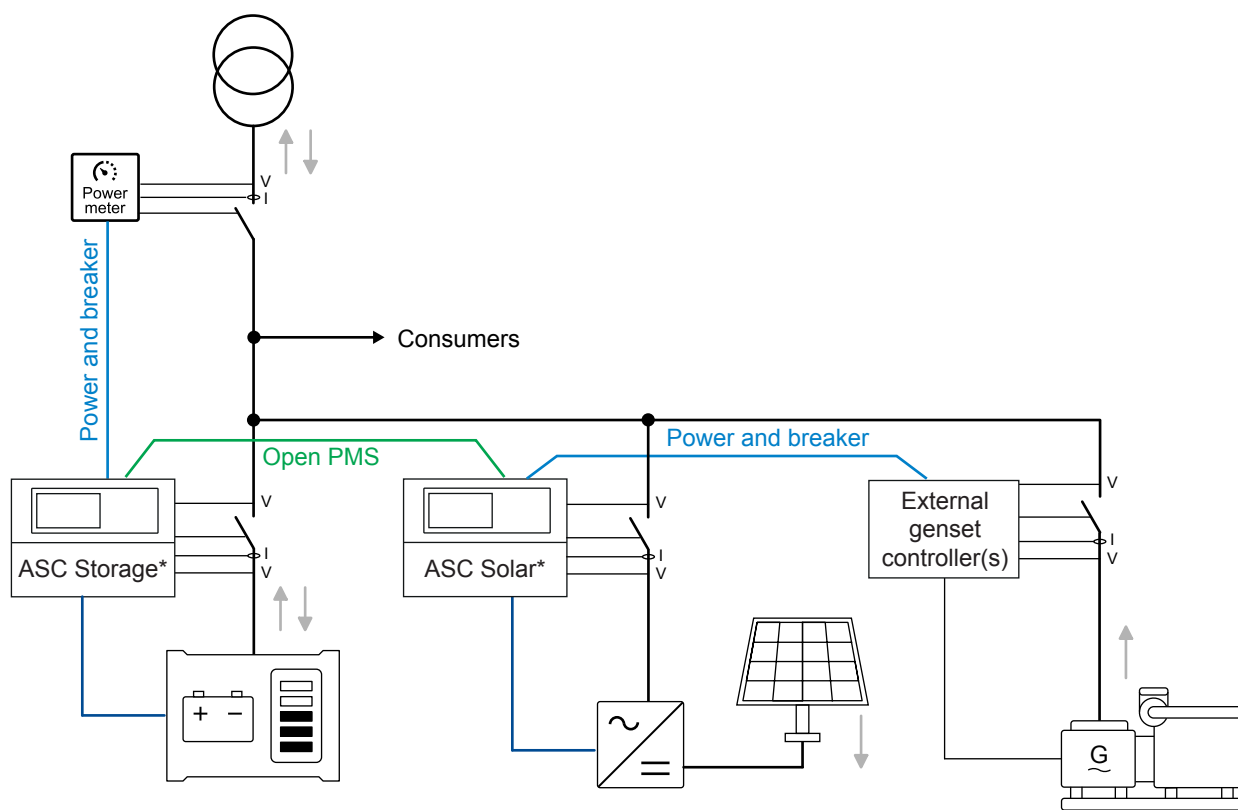 V
I
Power
meter
Power and breaker
Consumers
Open PMS
Power and breaker
V
ASC Storage*
I
V
V
ASC Solar*
I
V
External
genset
controller(s)
V
I
V
+ −
G
~